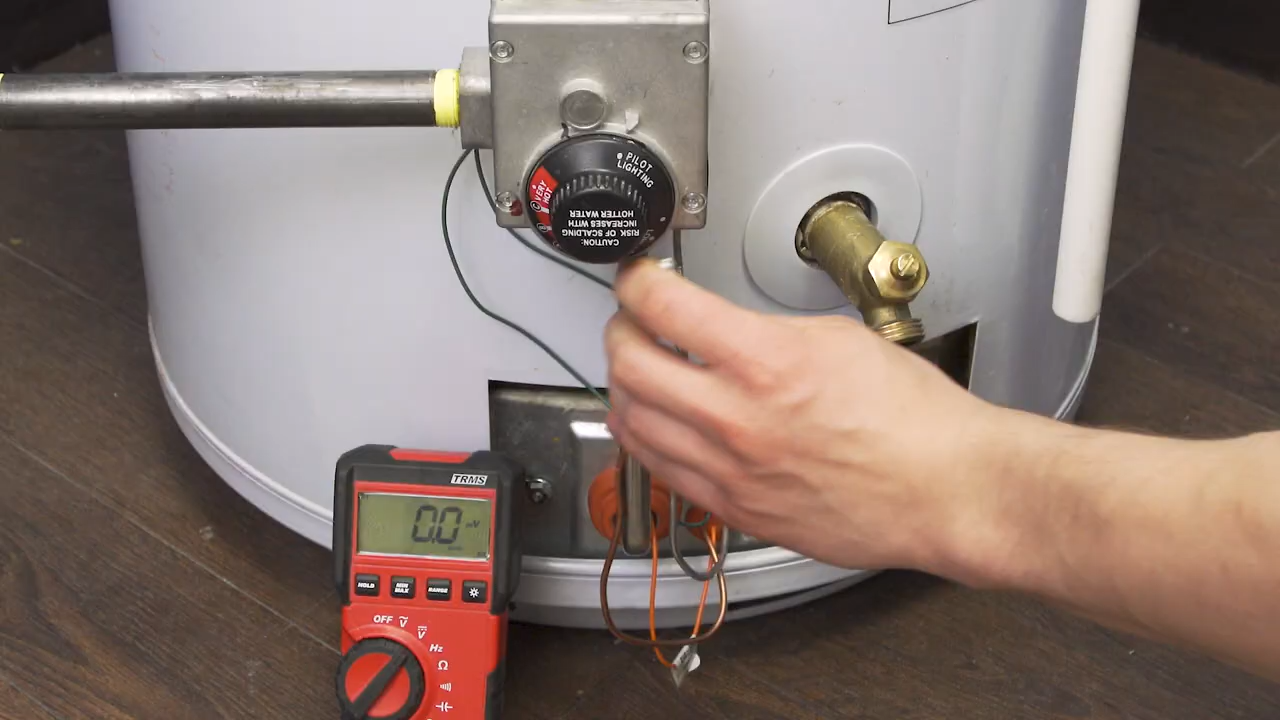 PILOT
LIGHTING
VERY
HOT
CAUTION:
RISK OF SCALDING
INCREASES WITH
HOTTER WATER
TRMS
0.0 mV
HOLD
MIN
MAX
RANGE
OFF
V
V
Hz
Ω